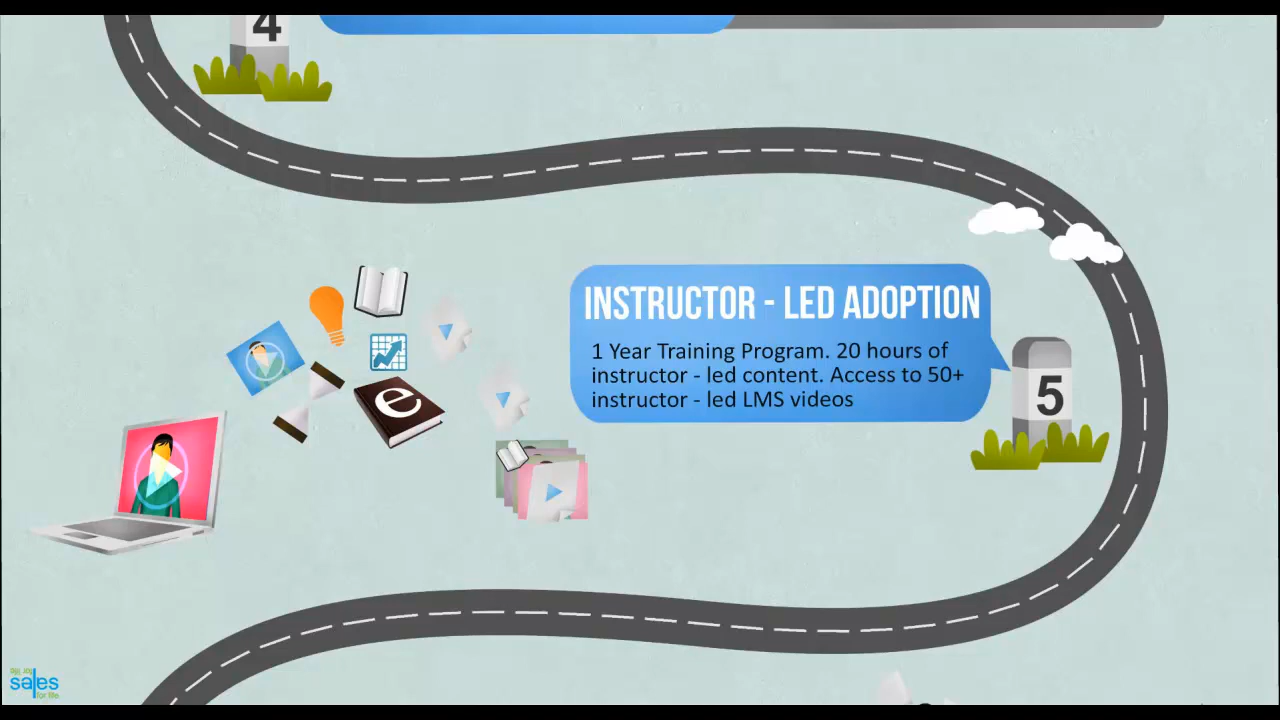 4
INSTRUCTOR - LED ADOPTION
1 Year Training Program. 20 hours of
instructor - led content. Access to 50+
instructor - led LMS videos
5
e
sales
for life